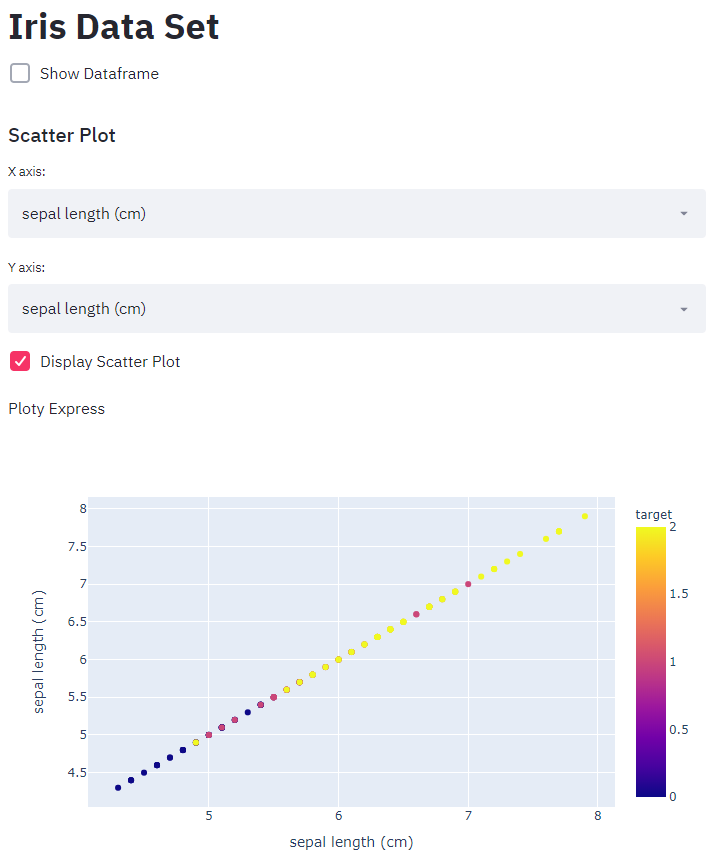 Iris Data Set
Show Dataframe
Scatter Plot
X axis:
sepal length (cm)
Y axis:
sepal length (cm)
Display Scatter Plot
Ploty Express
target
8
7.5
7
6.5
6
5.5
5
4.5
sepal length (cm)
5
6
7
8
sepal length (cm)
2
1.5
1
0.5
0